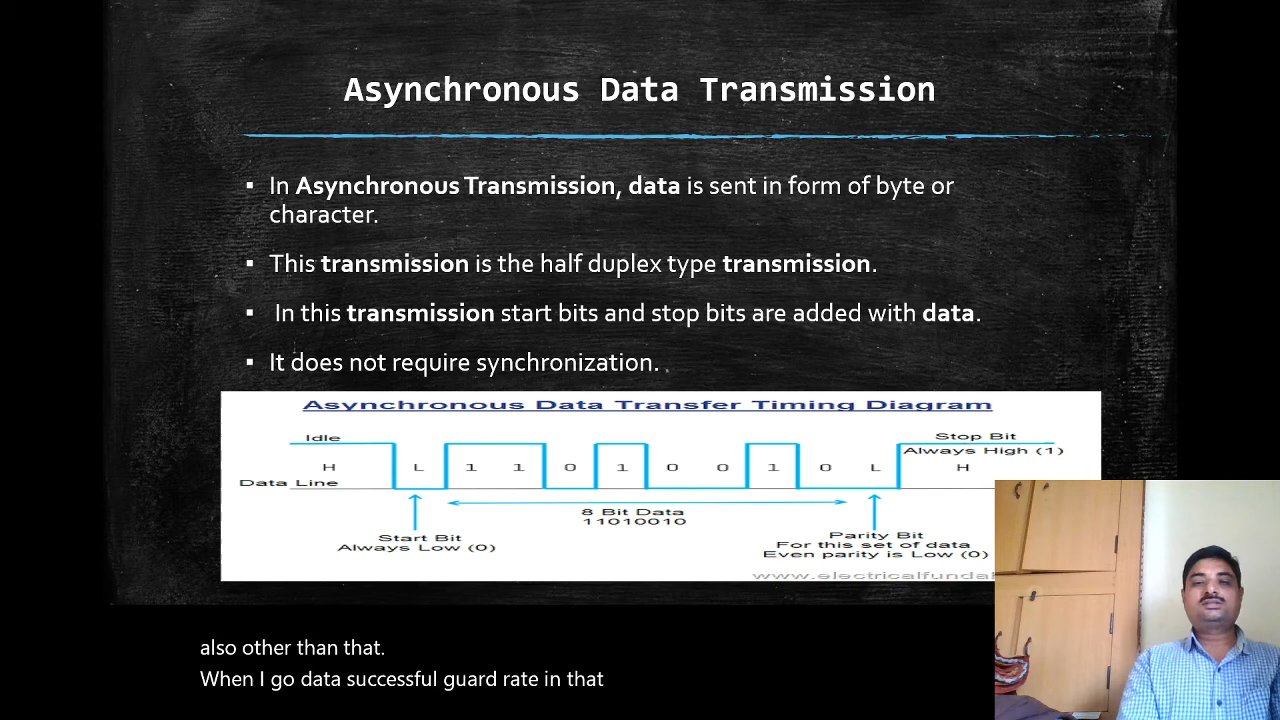 Asynchronous Data Transmission
▪ In Asynchronous Transmission, data is sent in form of byte or
character.
▪ This transmission is the half duplex type transmission.
▪ In this transmission start bits and stop bits are added with data.
▪ It does not require synchronization.
Asynchronous Data Transfer Timing Diagram
Idle
Stop Bit
Always High (1)
H L 1 1 0 1 0 0 1 0 L H
Data Line
8 Bit Data
11010010
Start Bit
Always Low (0)
Parity Bit
For this set of data
Even parity is Low (0)
www.electricalfunda
also other than that.
When I go data successful guard rate in that